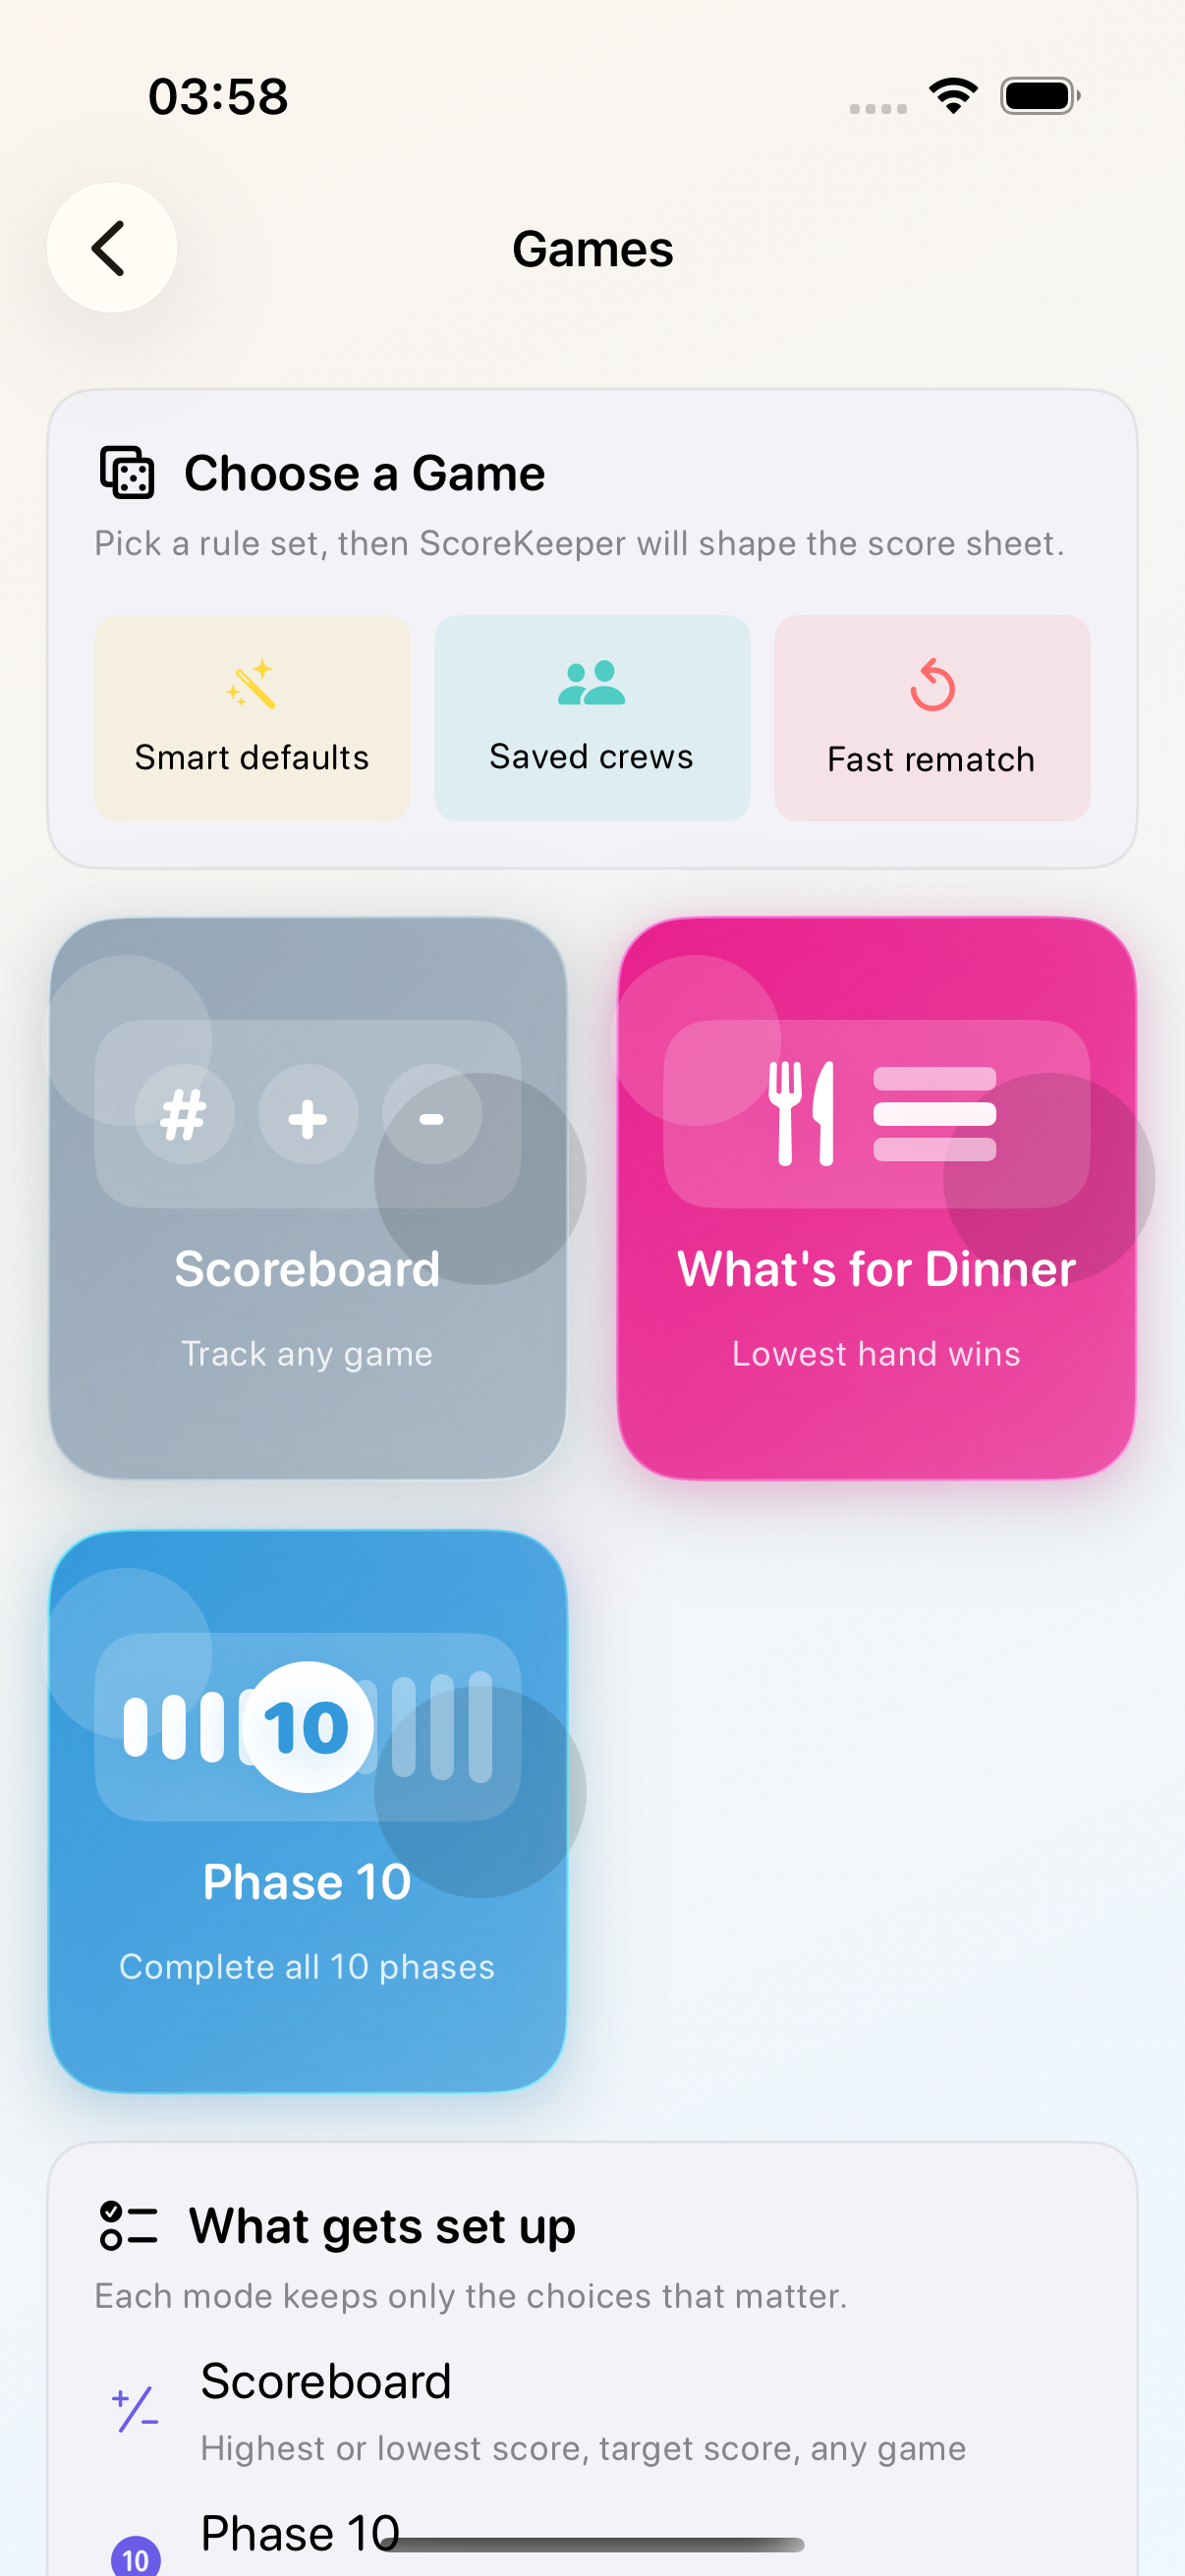 03:58
Games
Choose a Game
Pick a rule set, then ScoreKeeper will shape the score sheet.
Smart defaults
Saved crews
Fast rematch
# + -
Scoreboard
Track any game
What's for Dinner
Lowest hand wins
10
Phase 10
Complete all 10 phases
What gets set up
Each mode keeps only the choices that matter.
Scoreboard
Highest or lowest score, target score, any game
10
Phase 10